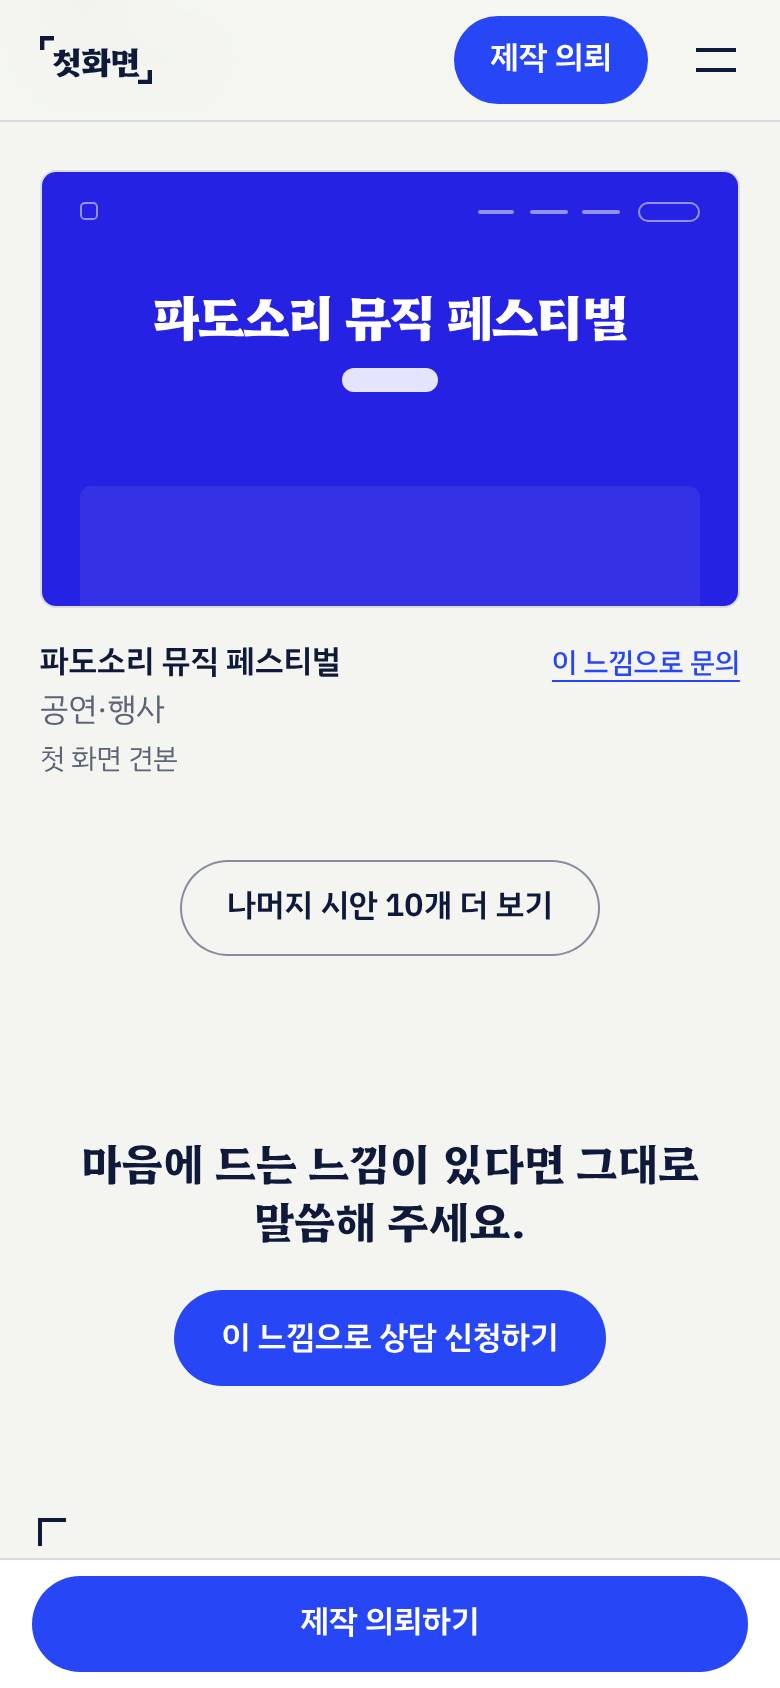 첫화면
제작 의뢰
파도소리 뮤직 페스티벌
파도소리 뮤직 페스티벌
이 느낌으로 문의
공연·행사
첫 화면 견본
나머지 시안 10개 더 보기
마음에 드는 느낌이 있다면 그대로
말씀해 주세요.
이 느낌으로 상담 신청하기
제작 의뢰하기